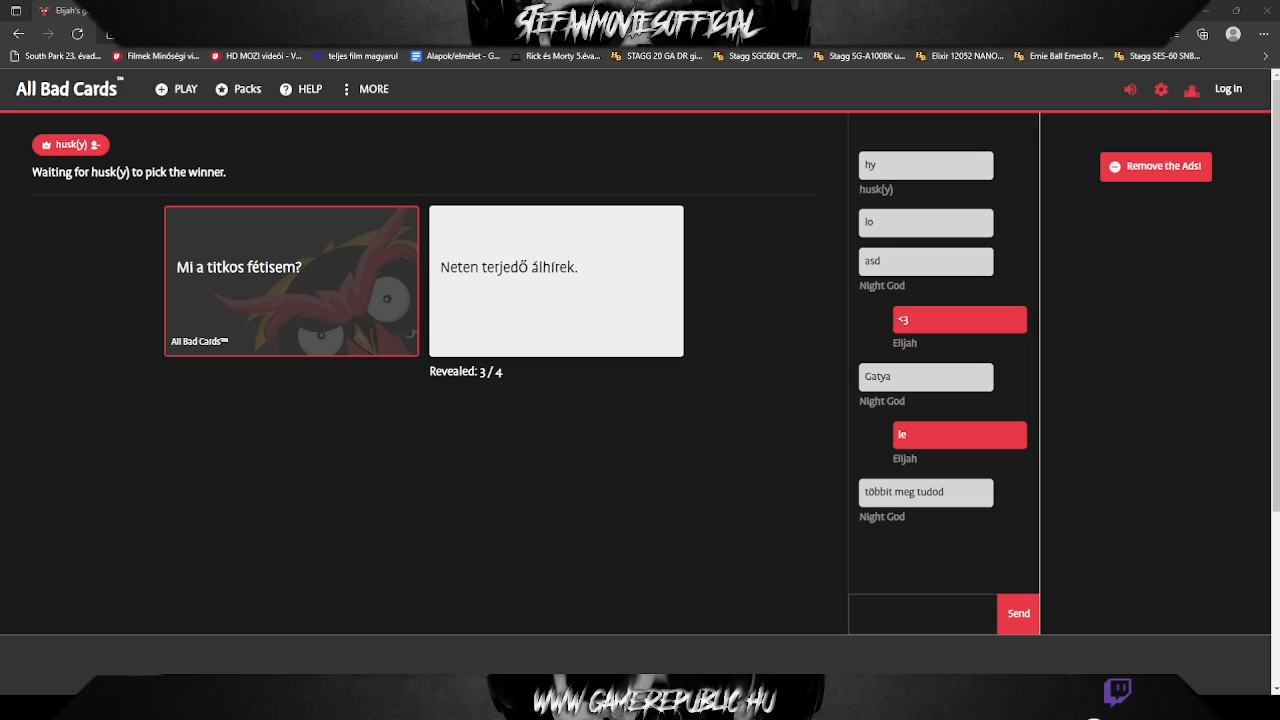 STEFANMOVIESOFFICIAL
Elijah's g
South Park 23. évad...
Filmek Minőségi vi...
HD MOZI videói - V...
teljes film magyarul
Alapok/elmélet - G...
Rick és Morty 5.éva...
STAGG 20 GA DR gi...
Stagg SGC6DL CPP...
Stagg SG-A100BK u...
Elixir 12052 NANO...
Ernie Ball Ernesto P...
Stagg SES-60 SNB...
All Bad Cards™
PLAY
Packs
HELP
MORE
Log In
husk(y)
Waiting for husk(y) to pick the winner.
Mi a titkos fétisem?
All Bad Cards™
Neten terjedő álhírek.
Revealed: 3 / 4
hy
husk(y)
lo
asd
Night God
<3
Elijah
Gatya
Night God
le
Elijah
többit meg tudod
Night God
Send
Remove the Ads!
WWW GAMEREPUBLIC HU